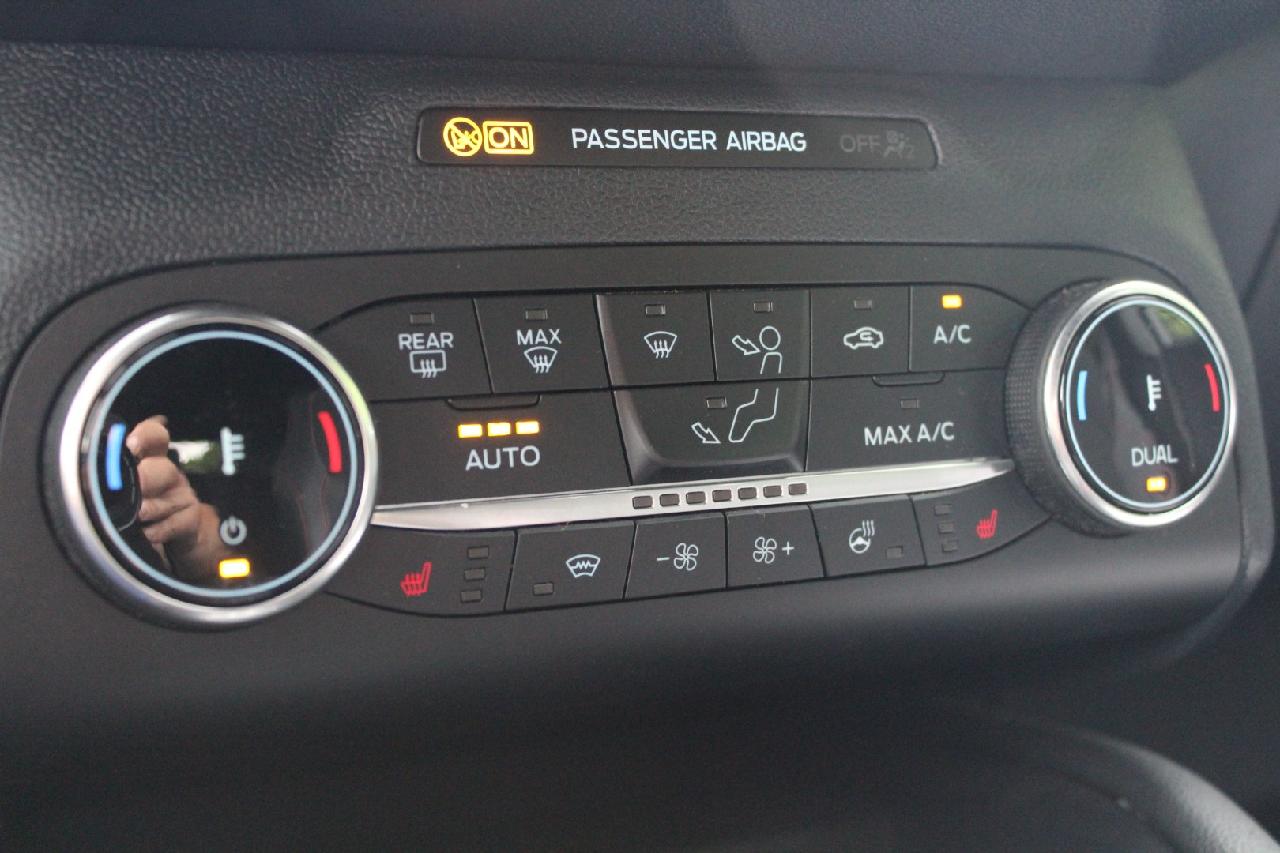 ON PASSENGER AIRBAG OFF
REAR
MAX
A/C
AUTO
MAX A/C
DUAL
- +